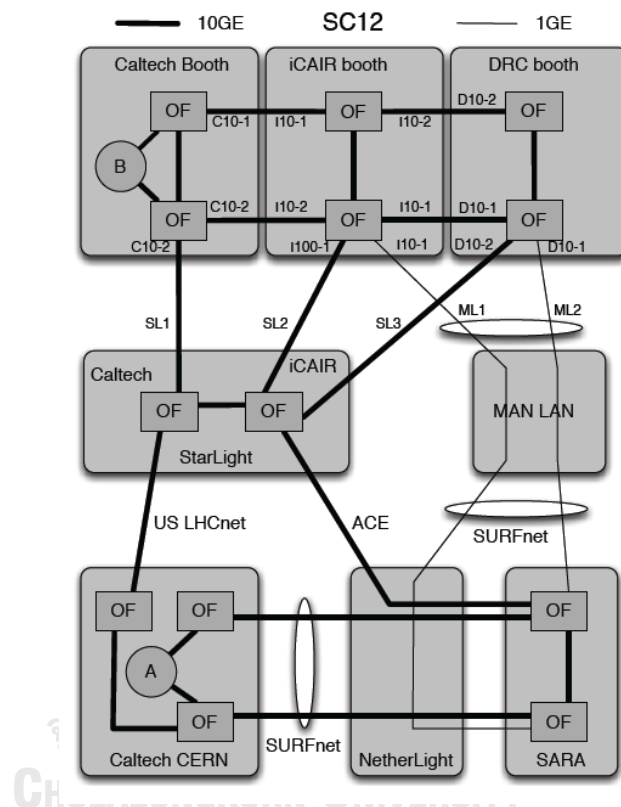 10GE SC12 1GE
Caltech Booth iCAIR booth DRC booth
OF OF OF
C10-1 I10-1 I10-2 D10-2
B
C10-2 I10-2 I10-1 D10-1
OF OF OF
C10-2 I100-1 I10-1 D10-2 D10-1
SL1 SL2 SL3 ML1 ML2
Caltech iCAIR
OF OF MAN LAN
StarLight
US LHCnet ACE SURFnet
OF OF OF
A
OF OF
SURFnet
Caltech CERN NetherLight SARA